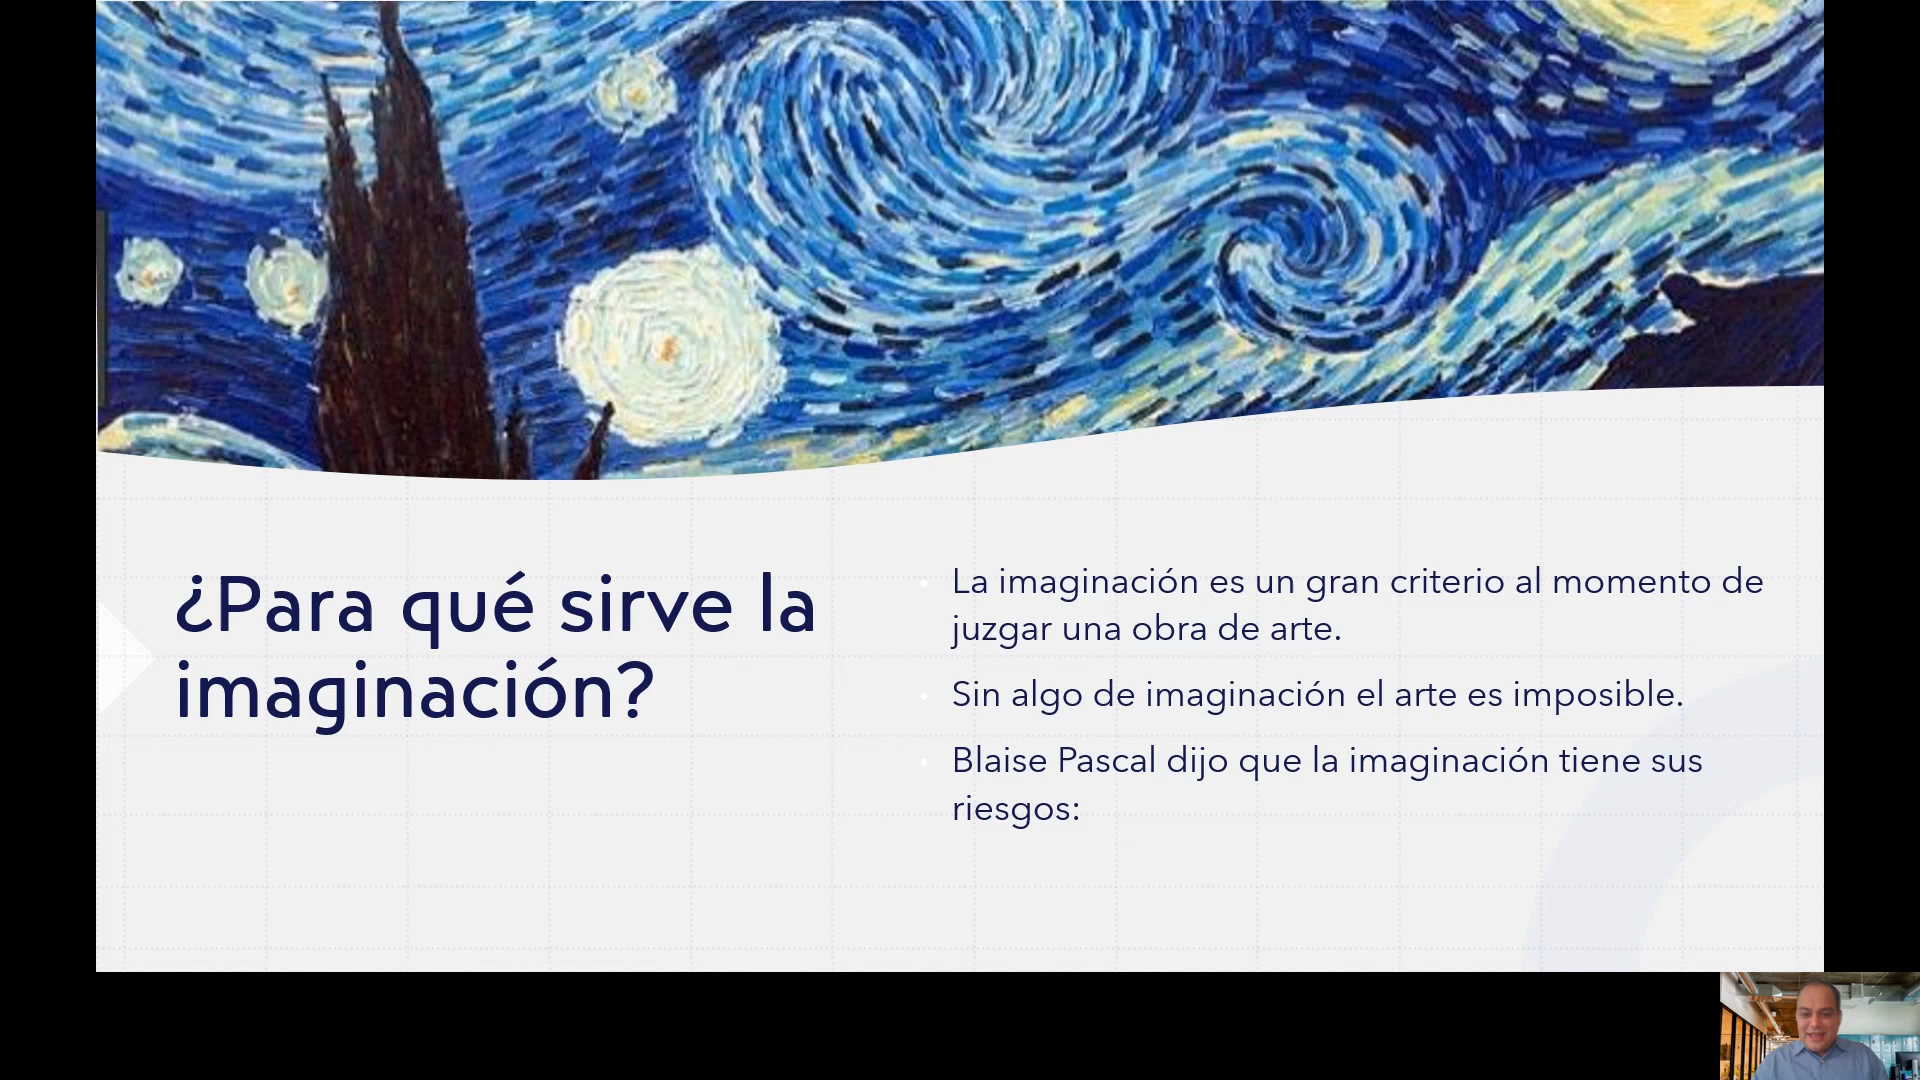 ¿Para qué sirve la
imaginación?
La imaginación es un gran criterio al momento de
juzgar una obra de arte.
Sin algo de imaginación el arte es imposible.
Blaise Pascal dijo que la imaginación tiene sus
riesgos: